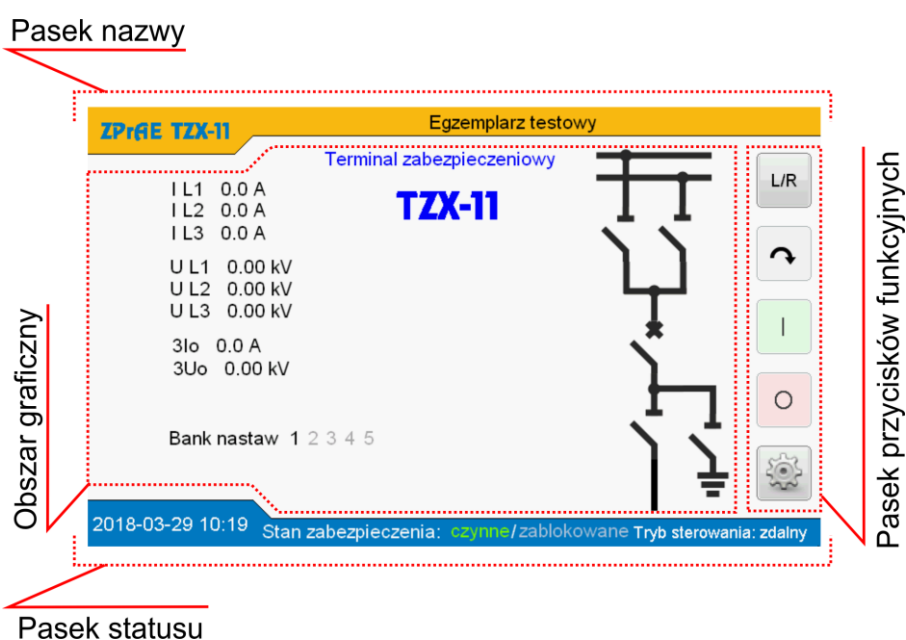 Pasek nazwy
ZPrAE TZX-11
Egzemplarz testowy
Terminal zabezpieczeniowy
TZX-11
I L1 0.0 A
I L2 0.0 A
I L3 0.0 A
U L1 0.00 kV
U L2 0.00 kV
U L3 0.00 kV
3Io 0.0 A
3Uo 0.00 kV
Bank nastaw 1 2 3 4 5
L/R
I
O
Obszar graficzny
Pasek przycisków funkcyjnych
2018-03-29 10:19
Stan zabezpieczenia: czynne/zablokowane Tryb sterowania: zdalny
Pasek statusu